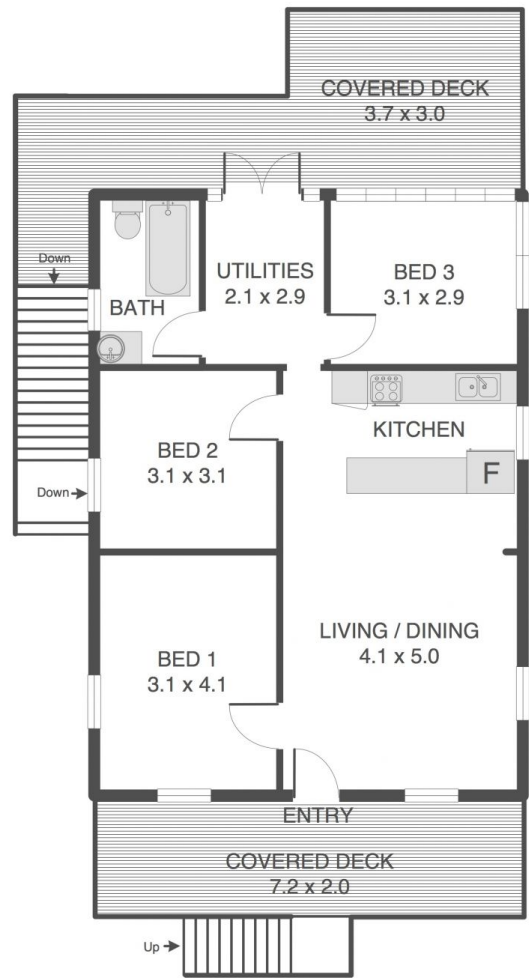 COVERED DECK
3.7 x 3.0
Down
UTILITIES
2.1 x 2.9
BED 3
3.1 x 2.9
BATH
KITCHEN
BED 2
3.1 x 3.1
F
Down
LIVING / DINING
4.1 x 5.0
BED 1
3.1 x 4.1
ENTRY
COVERED DECK
7.2 x 2.0
Up